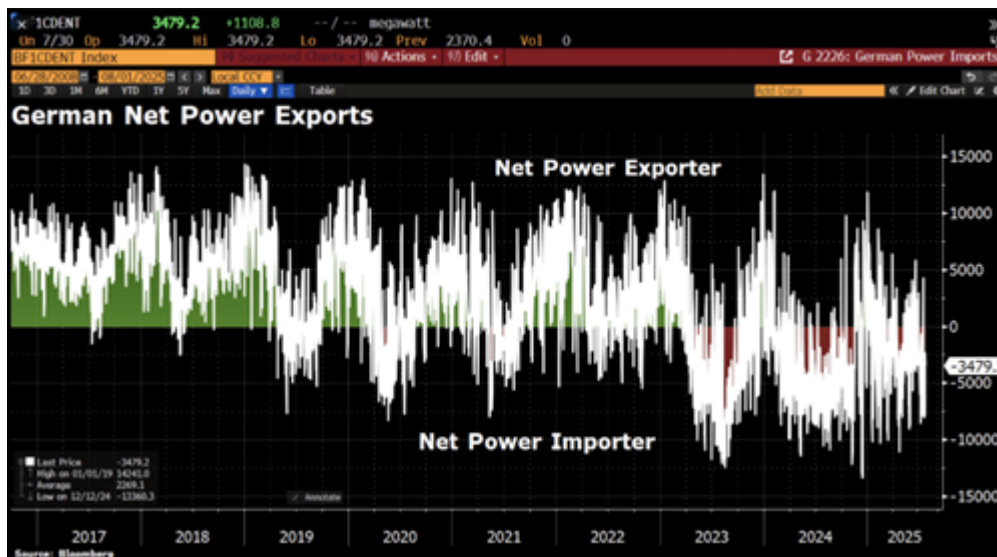 1CDENT 3479.2 +1108.8 --/-- megawatt
On 7/30 Op 3479.2 Hi 3479.2 Lo 3479.2 Prev 2370.4 Vol 0
BF1CDENT Index Suggested Charts Actions 97) Edit G 2226: German Power Imports
06/28/2008 - 08/01/2025 Local CCY
1D 3D 1M 6M YTD 1Y 5Y Max Daily ▼ Table Add Data « Edit Chart
German Net Power Exports
Net Power Exporter
15000
10000
5000
0
-3479.
-5000
Net Power Importer
-10000
-15000
Last Price -3479.2
High on 01/01/19 14241.0
Average 2269.1
Low on 12/12/24 -13360.3
Annotate
2017 2018 2019 2020 2021 2022 2023 2024 2025
Source: Bloomberg